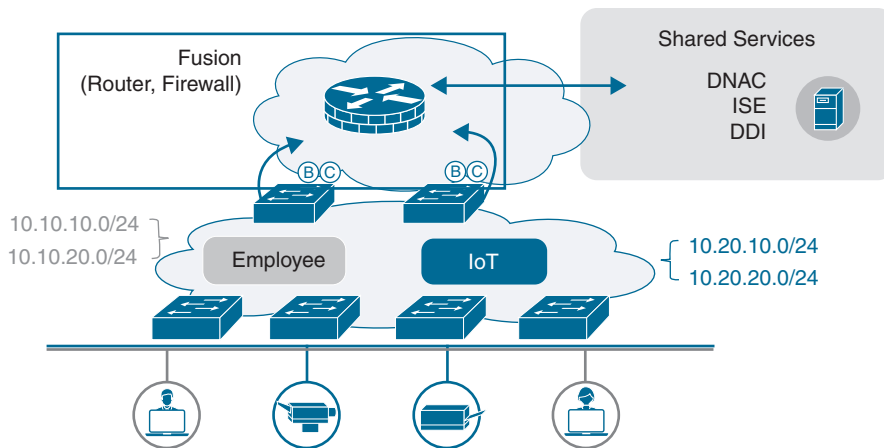 Fusion
(Router, Firewall)
Shared Services
DNAC
ISE
DDI
B C
B C
10.10.10.0/24
10.10.20.0/24
Employee
IoT
10.20.10.0/24
10.20.20.0/24